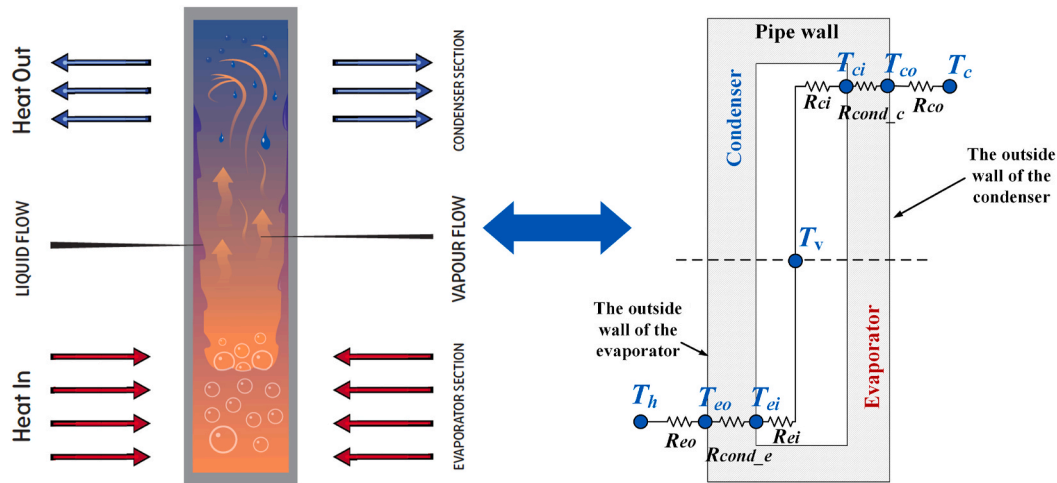 Heat Out
LIQUID FLOW
Heat In
CONDENSER SECTION
VAPOUR FLOW
EVAPORATOR SECTION
Pipe wall
Condenser
Evaporator
T_ci
T_co
T_c
R_ci
R_cond_c
R_co
The outside
wall of the
condenser
T_v
The outside
wall of the
evaporator
T_h
T_eo
T_ei
R_eo
R_cond_e
R_ei